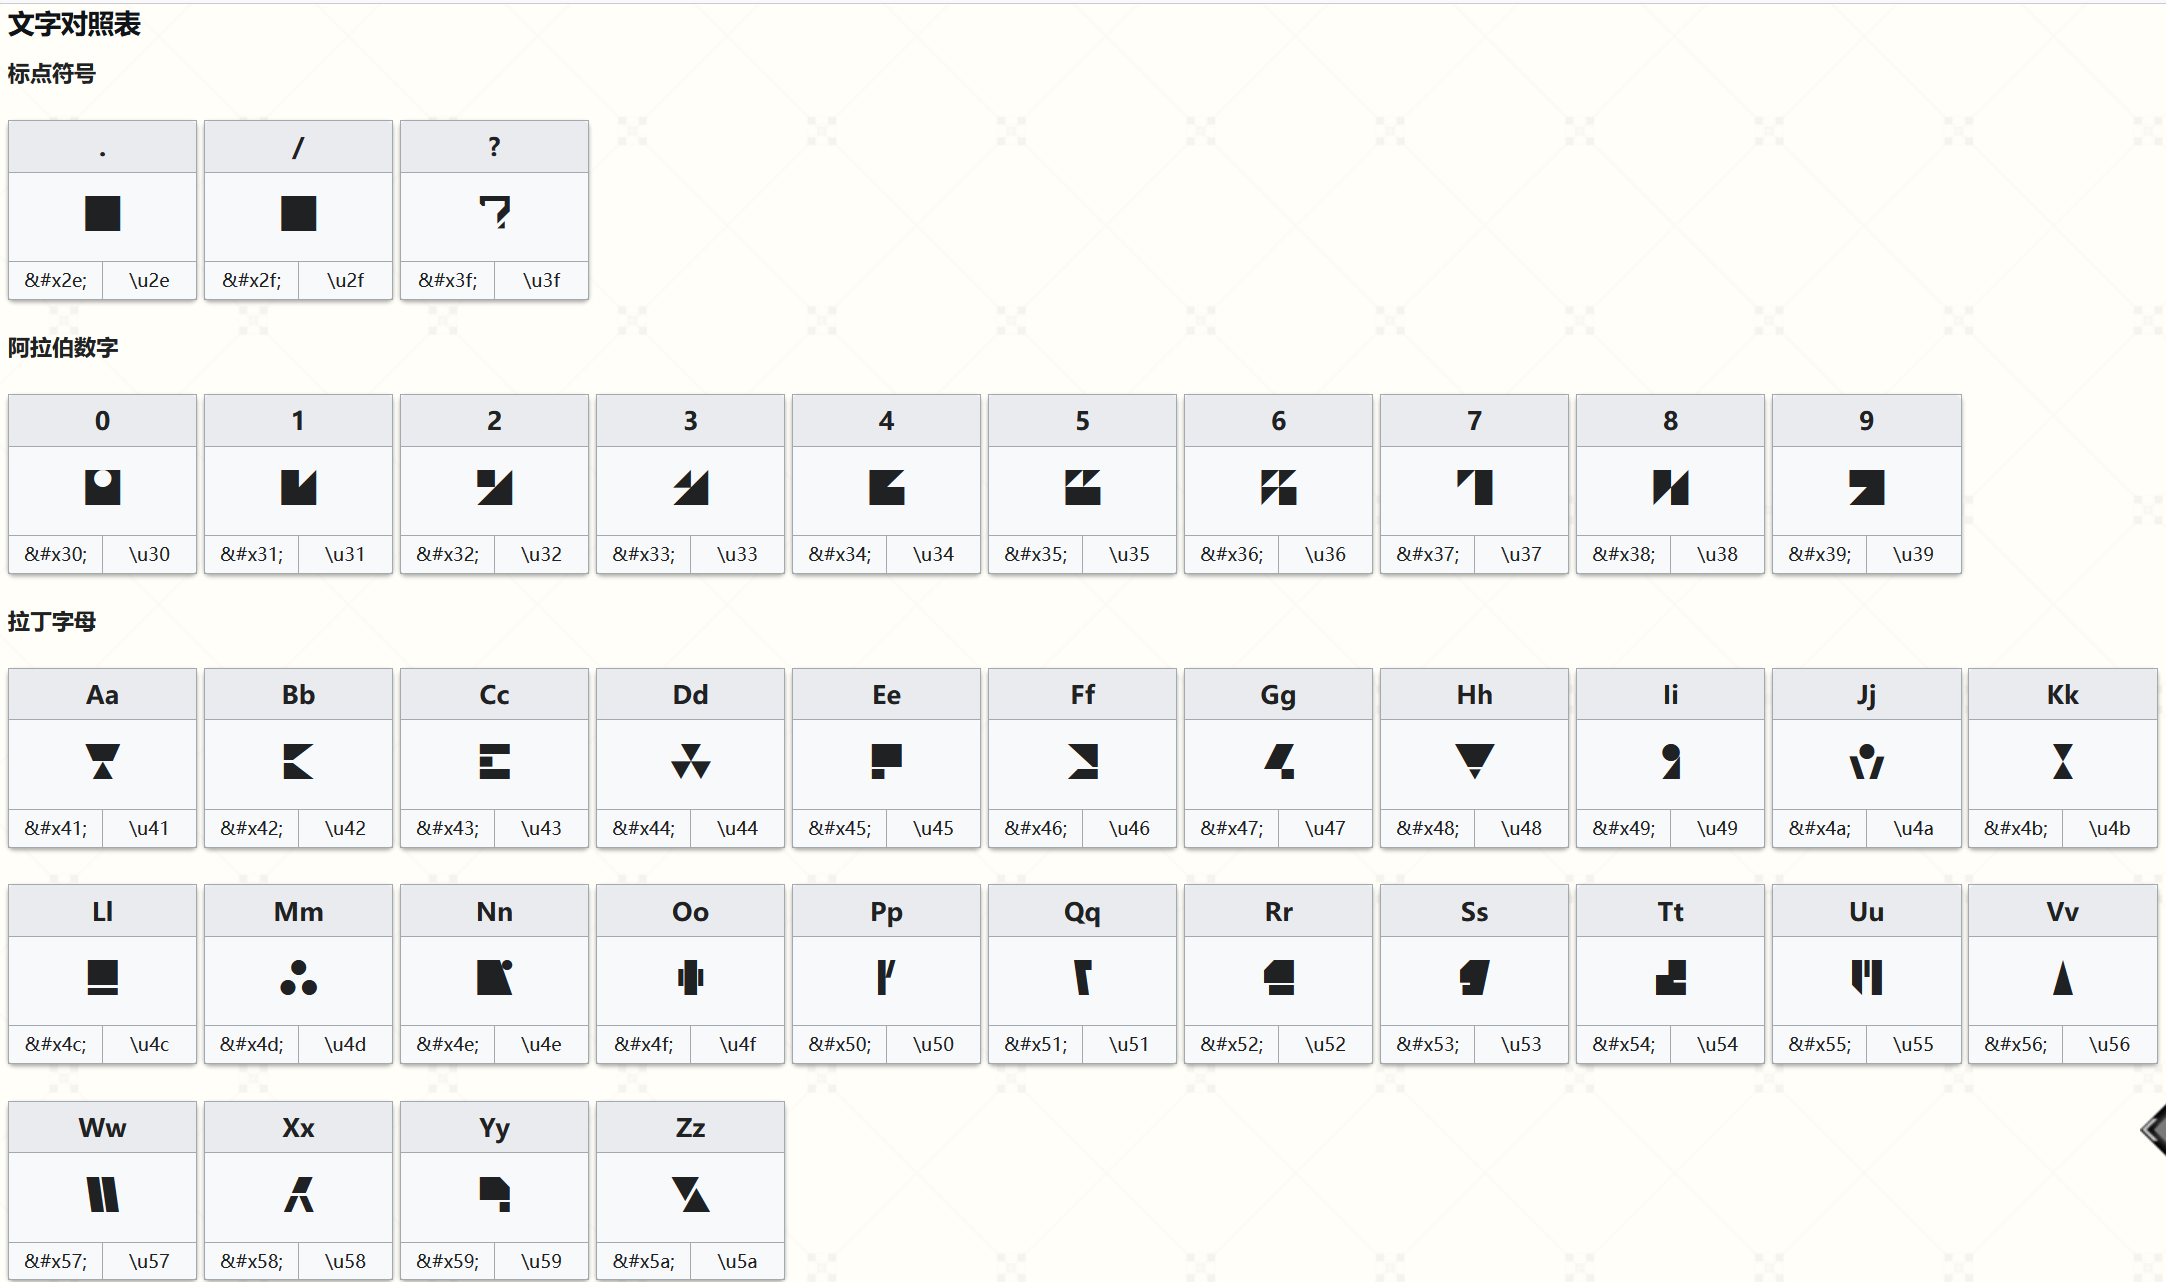 文字对照表
标点符号
. / ?
&#x2e; \u2e &#x2f; \u2f &#x3f; \u3f
阿拉伯数字
0 1 2 3 4 5 6 7 8 9
&#x30; \u30 &#x31; \u31 &#x32; \u32 &#x33; \u33 &#x34; \u34 &#x35; \u35 &#x36; \u36 &#x37; \u37 &#x38; \u38 &#x39; \u39
拉丁字母
Aa Bb Cc Dd Ee Ff Gg Hh Ii Jj Kk
&#x41; \u41 &#x42; \u42 &#x43; \u43 &#x44; \u44 &#x45; \u45 &#x46; \u46 &#x47; \u47 &#x48; \u48 &#x49; \u49 &#x4a; \u4a &#x4b; \u4b
Ll Mm Nn Oo Pp Qq Rr Ss Tt Uu Vv
&#x4c; \u4c &#x4d; \u4d &#x4e; \u4e &#x4f; \u4f &#x50; \u50 &#x51; \u51 &#x52; \u52 &#x53; \u53 &#x54; \u54 &#x55; \u55 &#x56; \u56
Ww Xx Yy Zz
&#x57; \u57 &#x58; \u58 &#x59; \u59 &#x5a; \u5a